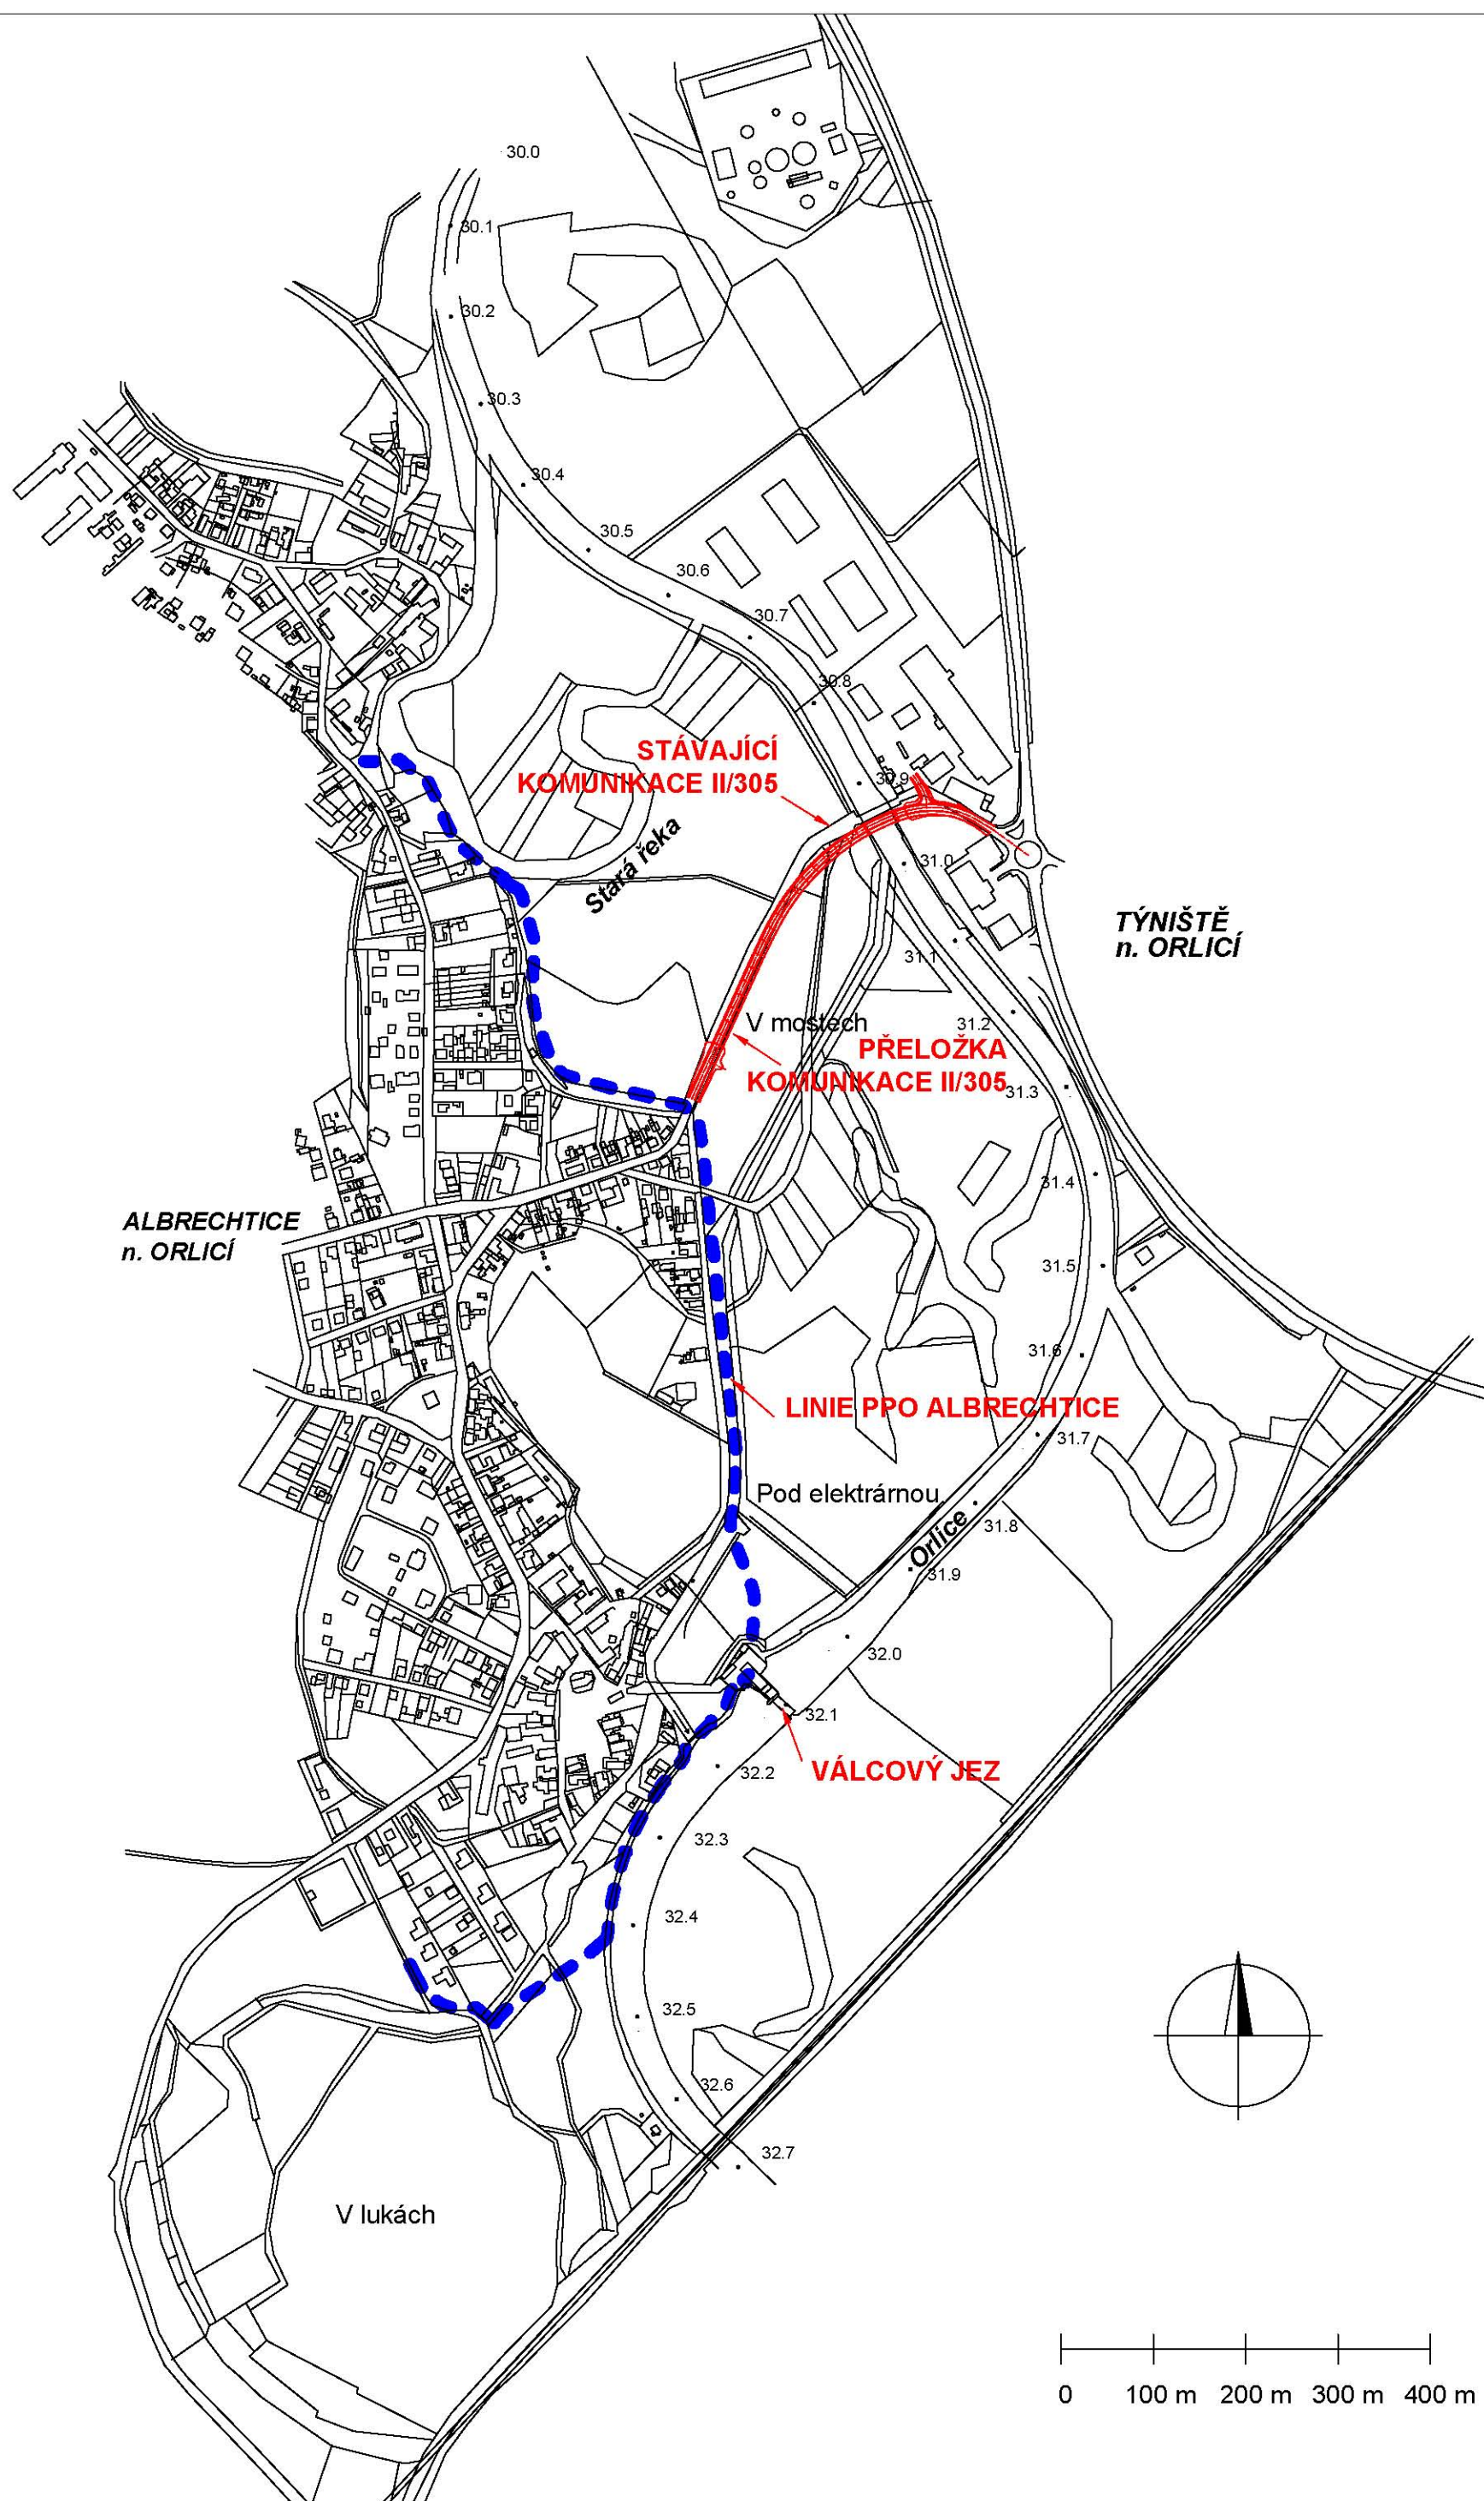 30.0
30.1
30.2
30.3
30.4
30.5
30.6
30.7
30.8
STÁVAJÍCÍ
KOMUNIKACE II/305
30.9
Stará řeka
31.0
TÝNIŠTĚ
n. ORLICÍ
31.1
V mostech
31.2
PŘELOŽKA
KOMUNIKACE II/305
31.3
31.4
ALBRECHTICE
n. ORLICÍ
31.5
31.6
LINIE PPO ALBRECHTICE
31.7
Pod elektrárnou
31.8
Orlice
31.9
32.0
32.1
VÁLCOVÝ JEZ
32.2
32.3
32.4
32.5
32.6
32.7
V lukách
0 100 m 200 m 300 m 400 m